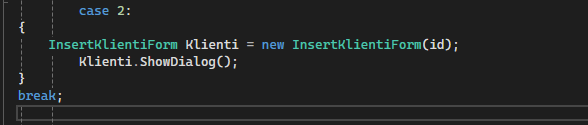 case 2:
{
InsertKlientiForm Klienti = new InsertKlientiForm(id);
Klienti.ShowDialog();
}
break;